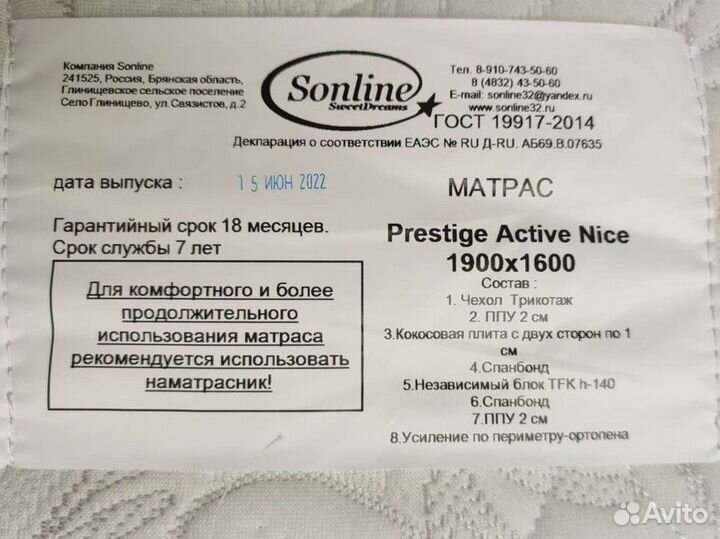 Компания Sonline
241525, Россия, Брянская область,
Глинищевское сельское поселение
Село Глинищево, ул.Связистов, д.2
Sonline
SweetDreams
Тел. 8-910-743-50-60
8 (4832) 43-50-60
E-mail: sonline32@yandex.ru
www.sonline32.ru
ГОСТ 19917-2014
Декларация о соответствии ЕАЭС № RU Д-RU. АБ69.В.07635
дата выпуска : 15 ИЮН 2022
Гарантийный срок 18 месяцев.
Срок службы 7 лет
Для комфортного и более
продолжительного
использования матраса
рекомендуется использовать
наматрасник!
МАТРАС
Prestige Active Nice
1900х1600
Состав :
1. Чехол Трикотаж
2. ППУ 2 см
3.Кокосовая плита с двух сторон по 1
см
4.Спанбонд
5.Независимый блок TFK h-140
6.Спанбонд
7.ППУ 2 см
8.Усиление по периметру-ортопена
Avito